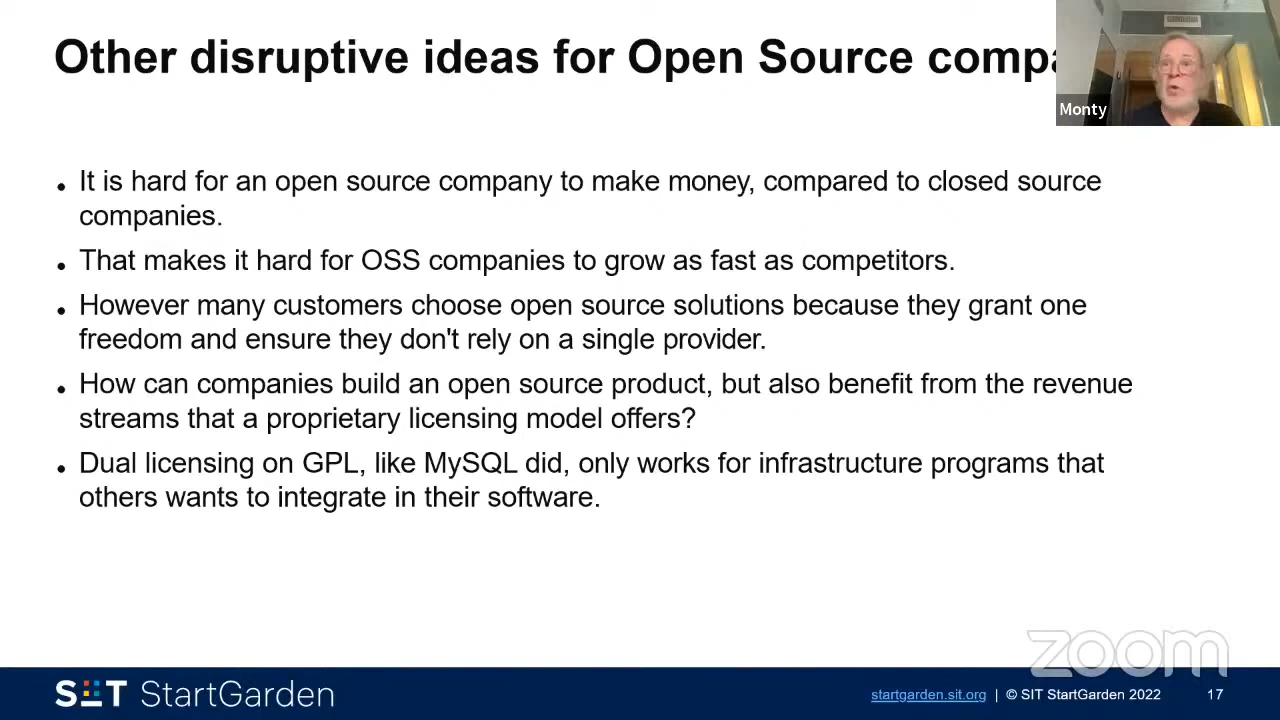 Other disruptive ideas for Open Source compa
Monty
• It is hard for an open source company to make money, compared to closed source
companies.
• That makes it hard for OSS companies to grow as fast as competitors.
• However many customers choose open source solutions because they grant one
freedom and ensure they don't rely on a single provider.
• How can companies build an open source product, but also benefit from the revenue
streams that a proprietary licensing model offers?
• Dual licensing on GPL, like MySQL did, only works for infrastructure programs that
others wants to integrate in their software.
zoom
SIT StartGarden
startgarden.sit.org | © SIT StartGarden 2022 17